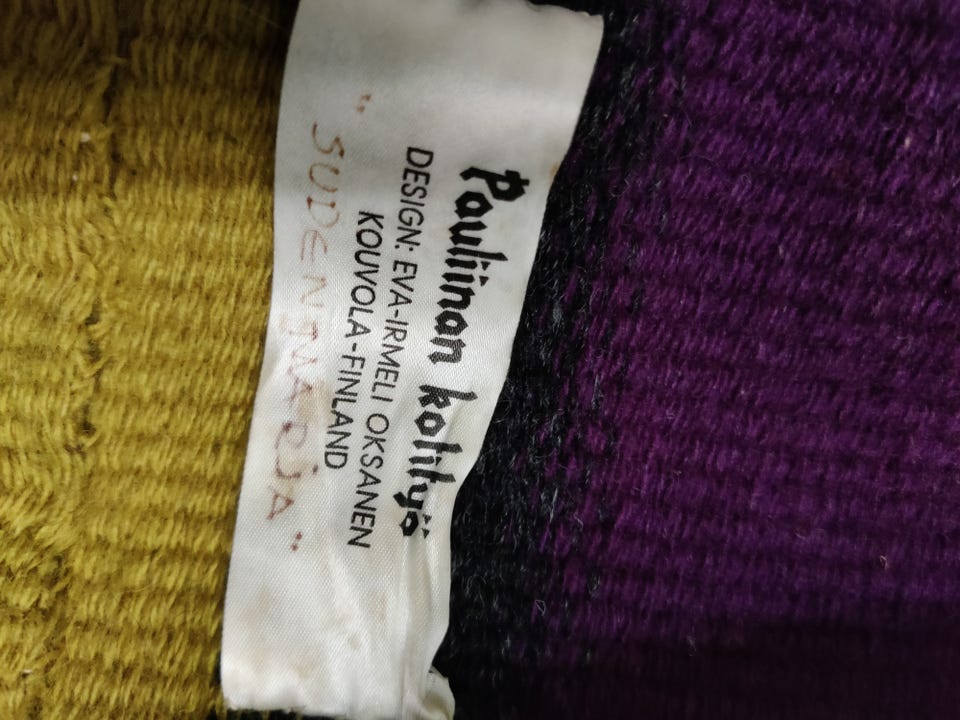 Pauliinan kotityö
DESIGN: EVA-IRMELI OKSANEN
KOUVOLA-FINLAND
"SUDENMARJA"